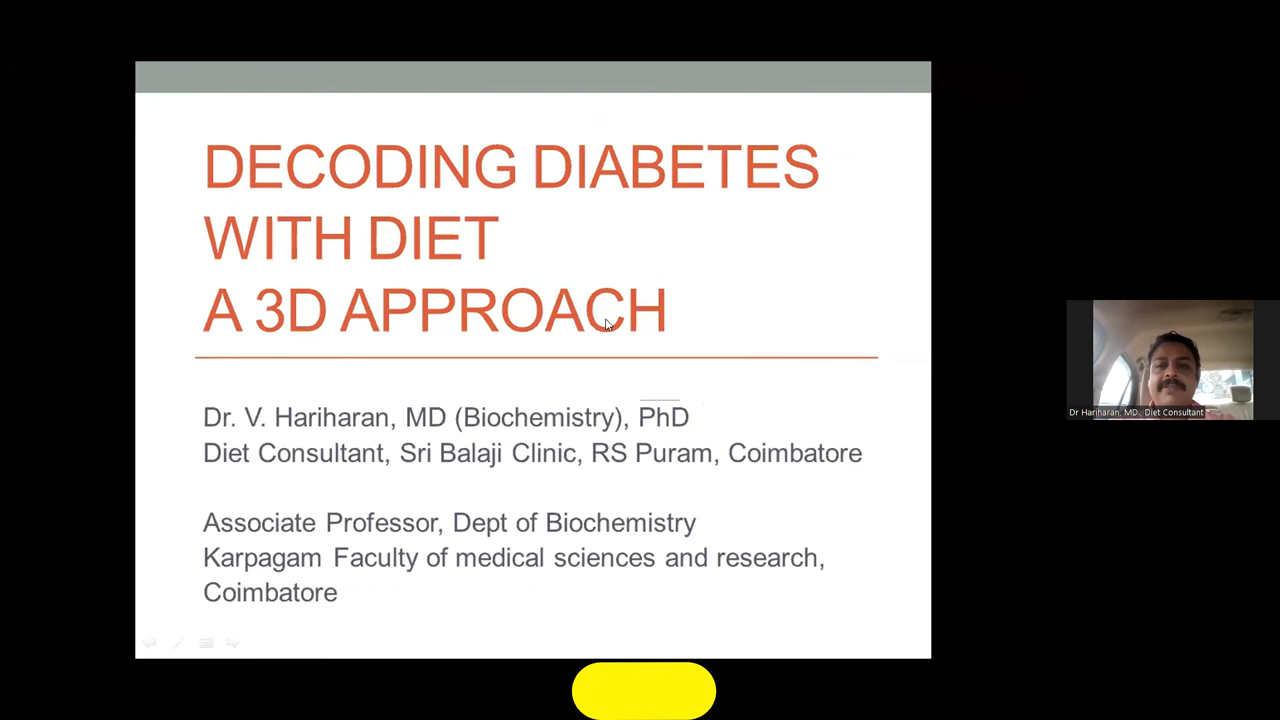 DECODING DIABETES
WITH DIET
A 3D APPROACH
Dr. V. Hariharan, MD (Biochemistry), PhD
Diet Consultant, Sri Balaji Clinic, RS Puram, Coimbatore
Associate Professor, Dept of Biochemistry
Karpagam Faculty of medical sciences and research,
Coimbatore
Dr Hariharan, MD., Diet Consultant